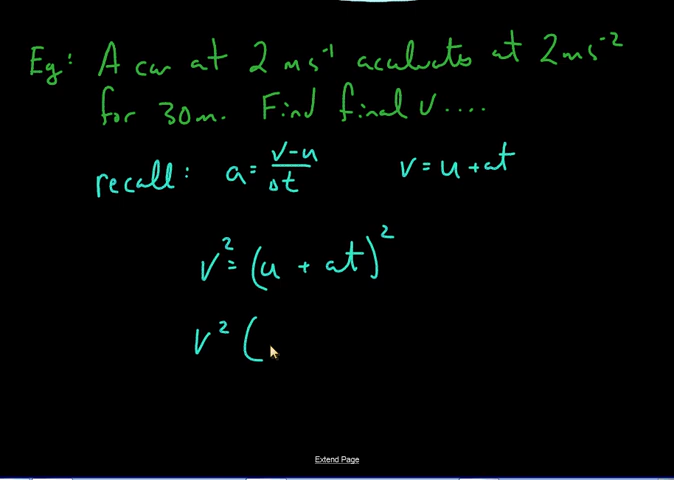 Eg: A car at 2 ms⁻¹ acelerates at 2ms⁻²
for 30m. Find final v ....
recall: a = v-u/Δt v = u + at
v² = (u + at)²
v² (
Extend Page